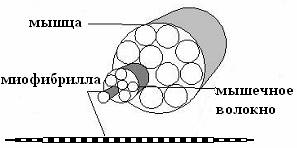 мышца
миофибрилла
мышечное
волокно